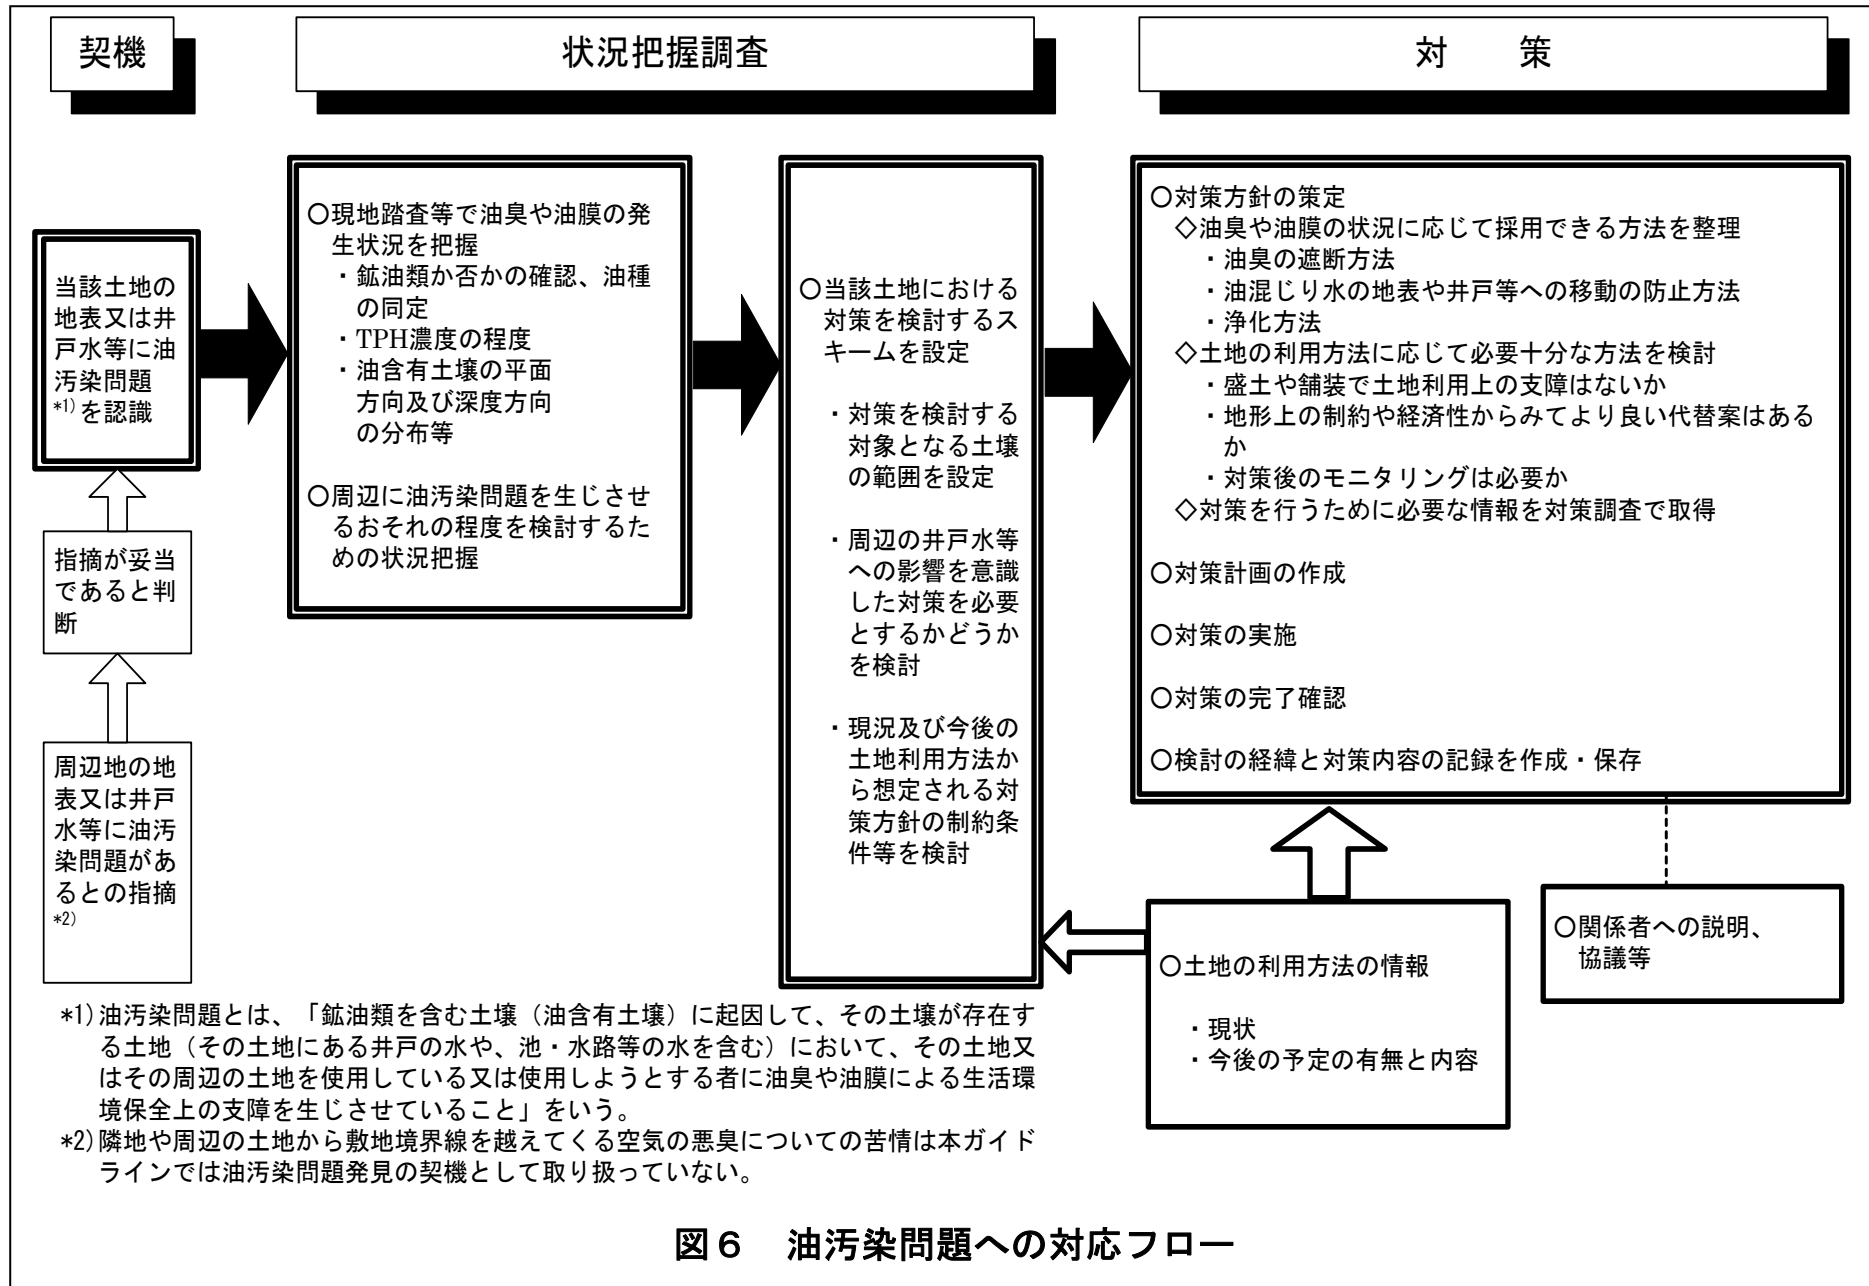 契機
状況把握調査
対　　策
当該土地の
地表又は井
戸水等に油
汚染問題
*1)を認識
指摘が妥当
であると判
断
周辺地の地
表又は井戸
水等に油汚
染問題があ
るとの指摘
*2)
〇現地踏査等で油臭や油膜の発
生状況を把握
・鉱油類か否かの確認、油種
の同定
・TPH濃度の程度
・油含有土壌の平面
方向及び深度方向
の分布等
〇周辺に油汚染問題を生じさせ
るおそれの程度を検討するた
めの状況把握
〇当該土地における
対策を検討するス
キームを設定
・対策を検討する
対象となる土壌
の範囲を設定
・周辺の井戸水等
への影響を意識
した対策を必要
とするかどうか
を検討
・現況及び今後の
土地利用方法か
ら想定される対
策方針の制約条
件等を検討
〇対策方針の策定
◇油臭や油膜の状況に応じて採用できる方法を整理
・油臭の遮断方法
・油混じり水の地表や井戸等への移動の防止方法
・浄化方法
◇土地の利用方法に応じて必要十分な方法を検討
・盛土や舗装で土地利用上の支障はないか
・地形上の制約や経済性からみてより良い代替案はある
か
・対策後のモニタリングは必要か
◇対策を行うために必要な情報を対策調査で取得
〇対策計画の作成
〇対策の実施
〇対策の完了確認
〇検討の経緯と対策内容の記録を作成・保存
〇土地の利用方法の情報
・現状
・今後の予定の有無と内容
〇関係者への説明、
協議等
*1)油汚染問題とは、「鉱油類を含む土壌（油含有土壌）に起因して、その土壌が存在す
る土地（その土地にある井戸の水や、池・水路等の水を含む）において、その土地又
はその周辺の土地を使用している又は使用しようとする者に油臭や油膜による生活環
境保全上の支障を生じさせていること」をいう。
*2)隣地や周辺の土地から敷地境界線を越えてくる空気の悪臭についての苦情は本ガイド
ラインでは油汚染問題発見の契機として取り扱っていない。
図６　油汚染問題への対応フロー